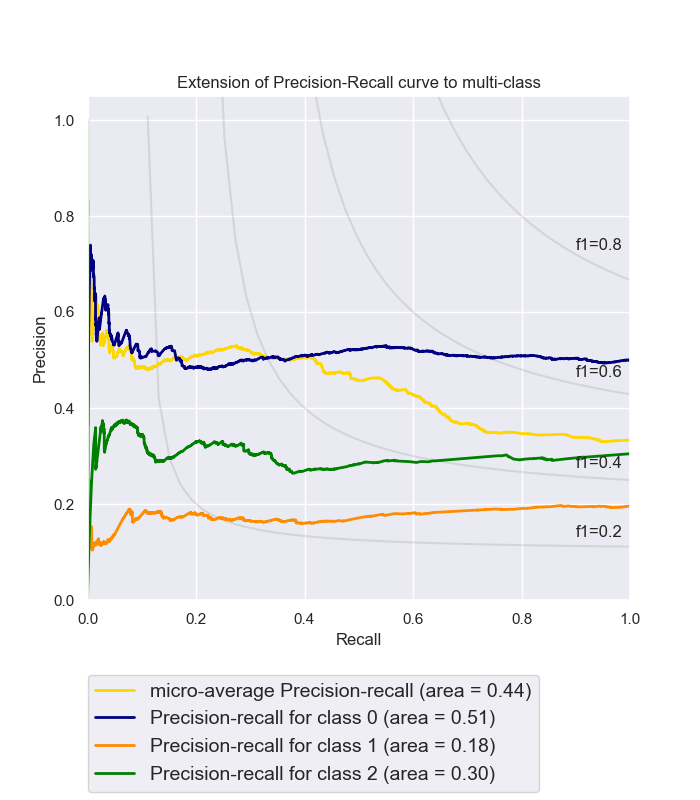 Extension of Precision-Recall curve to multi-class
1.0
0.8
0.6
0.4
0.2
0.0
Precision
f1=0.8
f1=0.6
f1=0.4
f1=0.2
0.0 0.2 0.4 0.6 0.8 1.0
Recall
micro-average Precision-recall (area = 0.44)
Precision-recall for class 0 (area = 0.51)
Precision-recall for class 1 (area = 0.18)
Precision-recall for class 2 (area = 0.30)